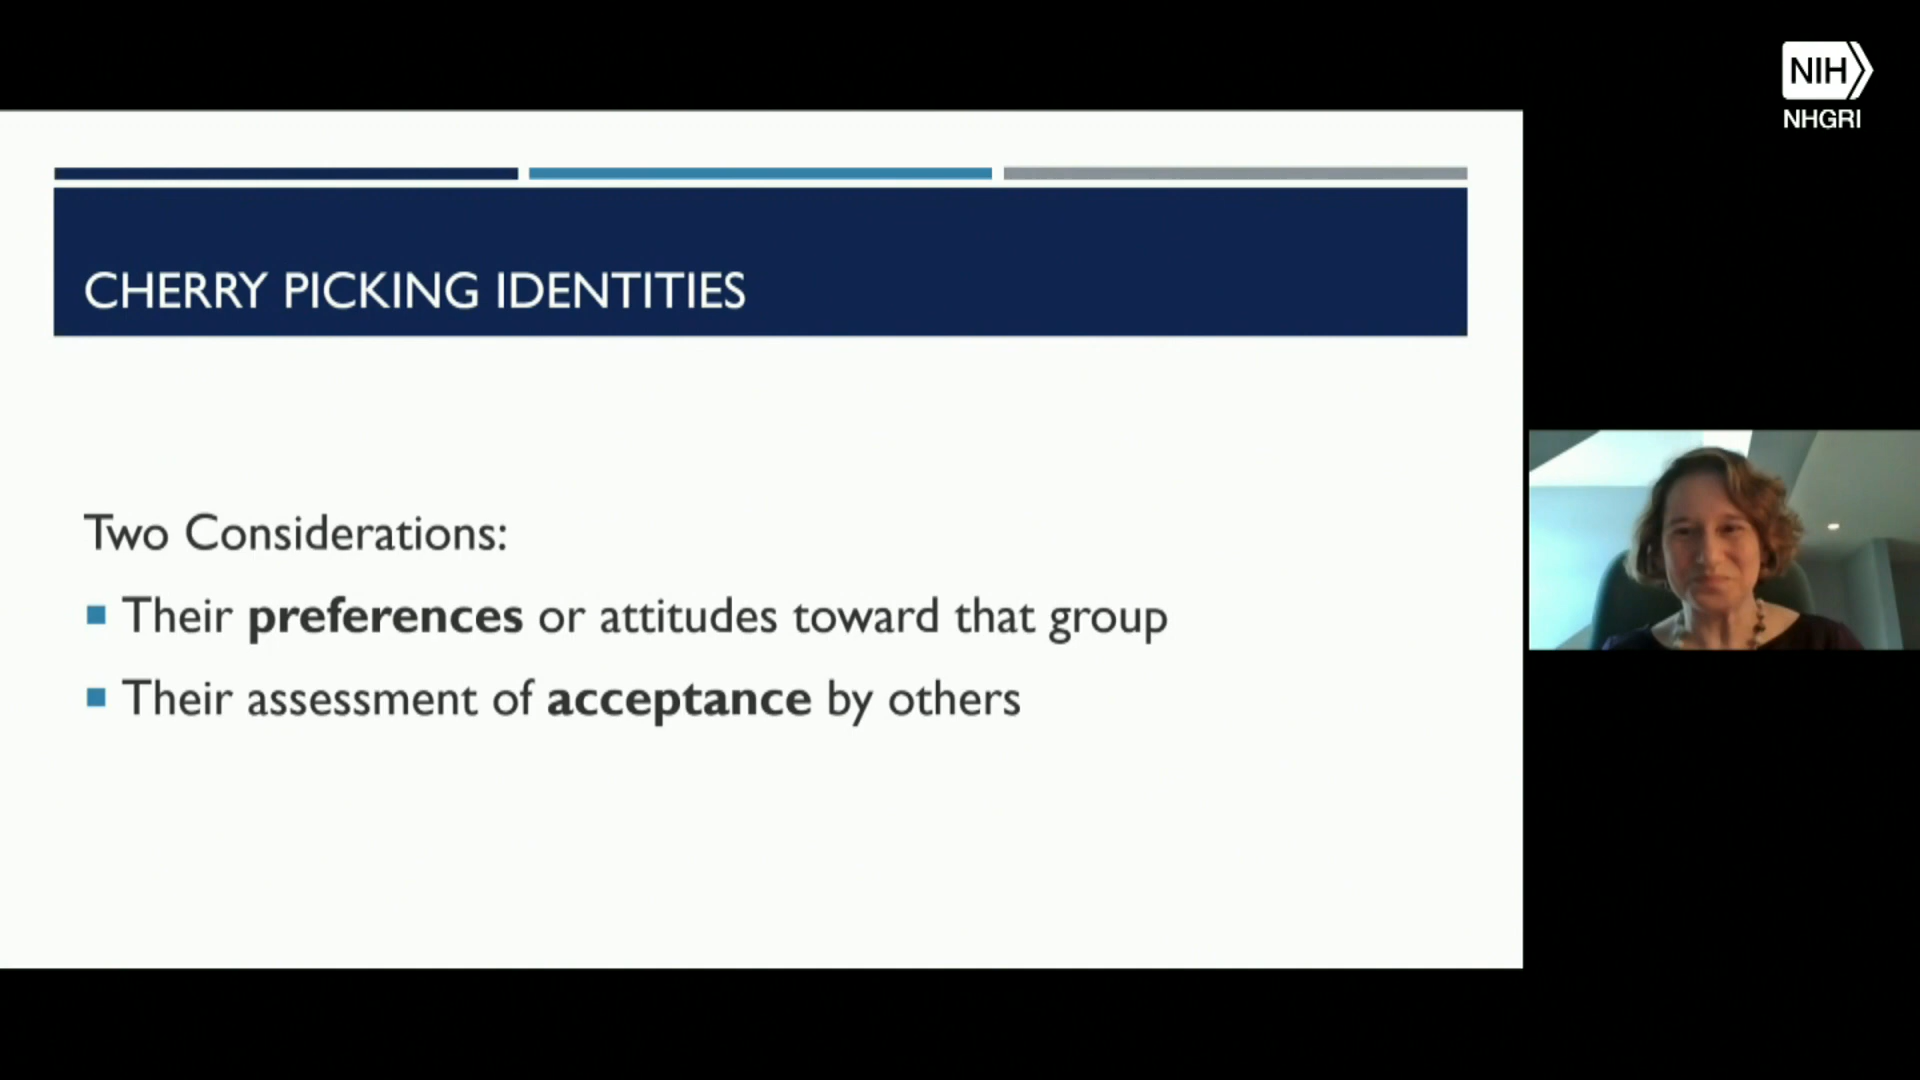 NIH
NHGRI
CHERRY PICKING IDENTITIES
Two Considerations:
Their preferences or attitudes toward that group
Their assessment of acceptance by others